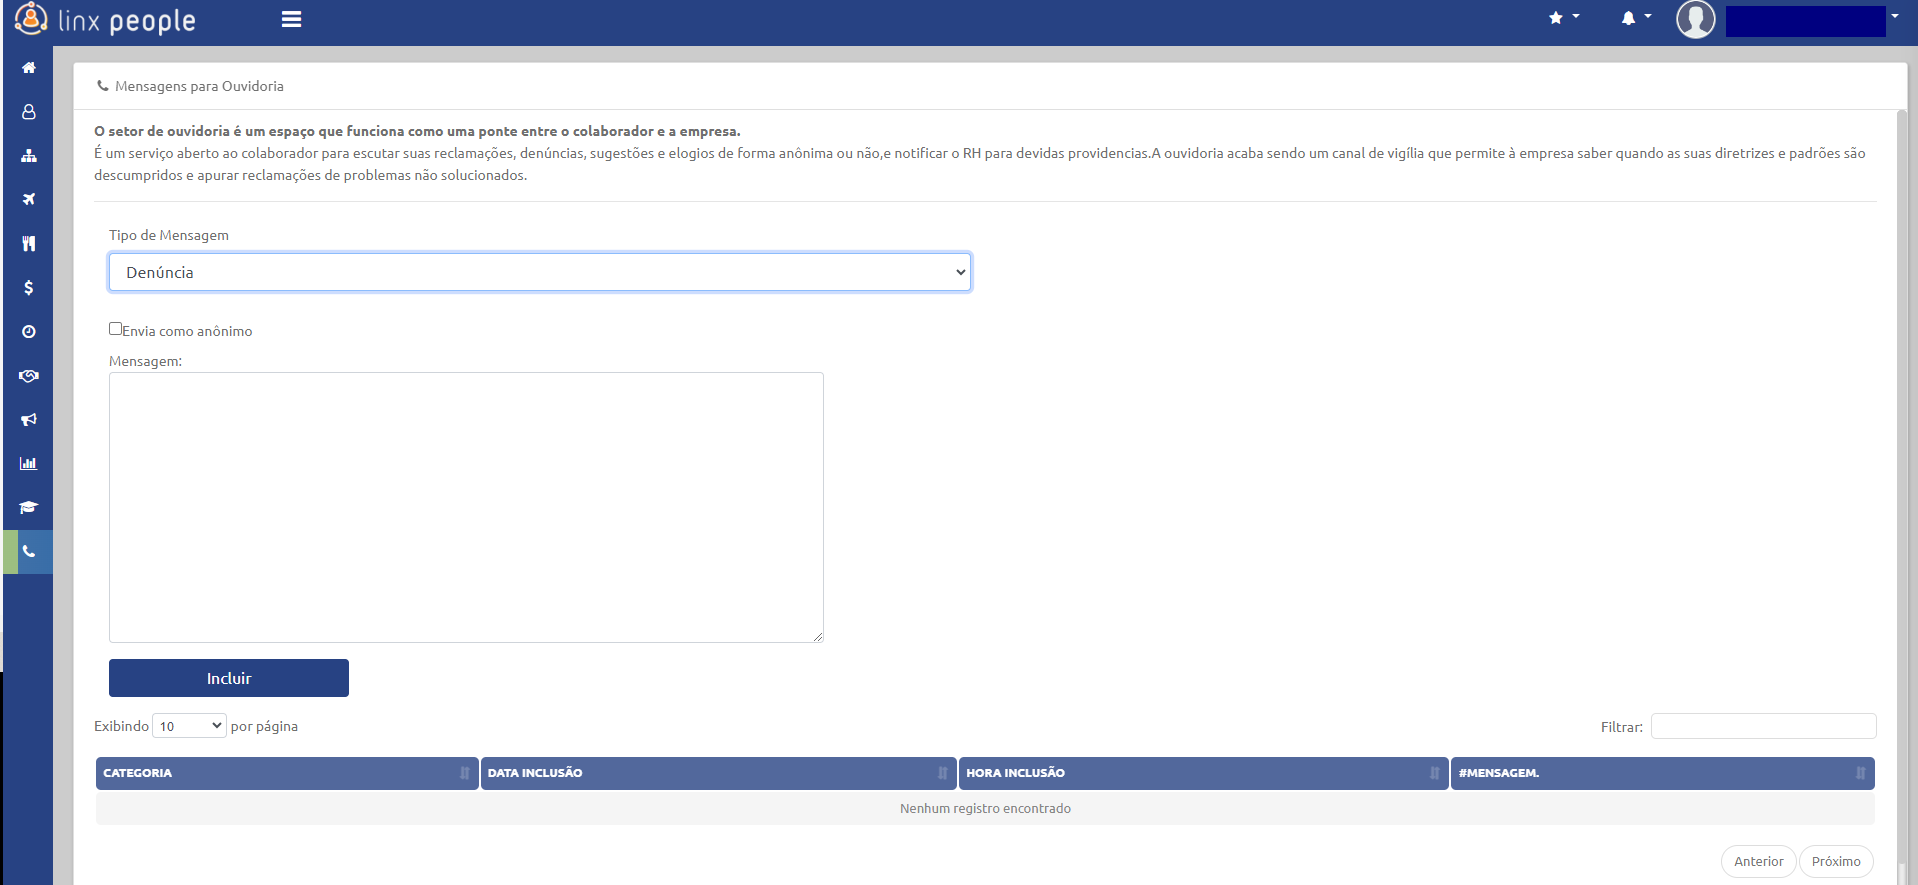 linx people
Mensagens para Ouvidoria
O setor de ouvidoria é um espaço que funciona como uma ponte entre o colaborador e a empresa.
É um serviço aberto ao colaborador para escutar suas reclamações, denúncias, sugestões e elogios de forma anônima ou não,e notificar o RH para devidas providencias.A ouvidoria acaba sendo um canal de vigília que permite à empresa saber quando as suas diretrizes e padrões são
descumpridos e apurar reclamações de problemas não solucionados.
Tipo de Mensagem
Denúncia
Envia como anônimo
Mensagem:
Incluir
Exibindo 10 por página Filtrar:
CATEGORIA DATA INCLUSÃO HORA INCLUSÃO #MENSAGEM.
Nenhum registro encontrado
Anterior Próximo